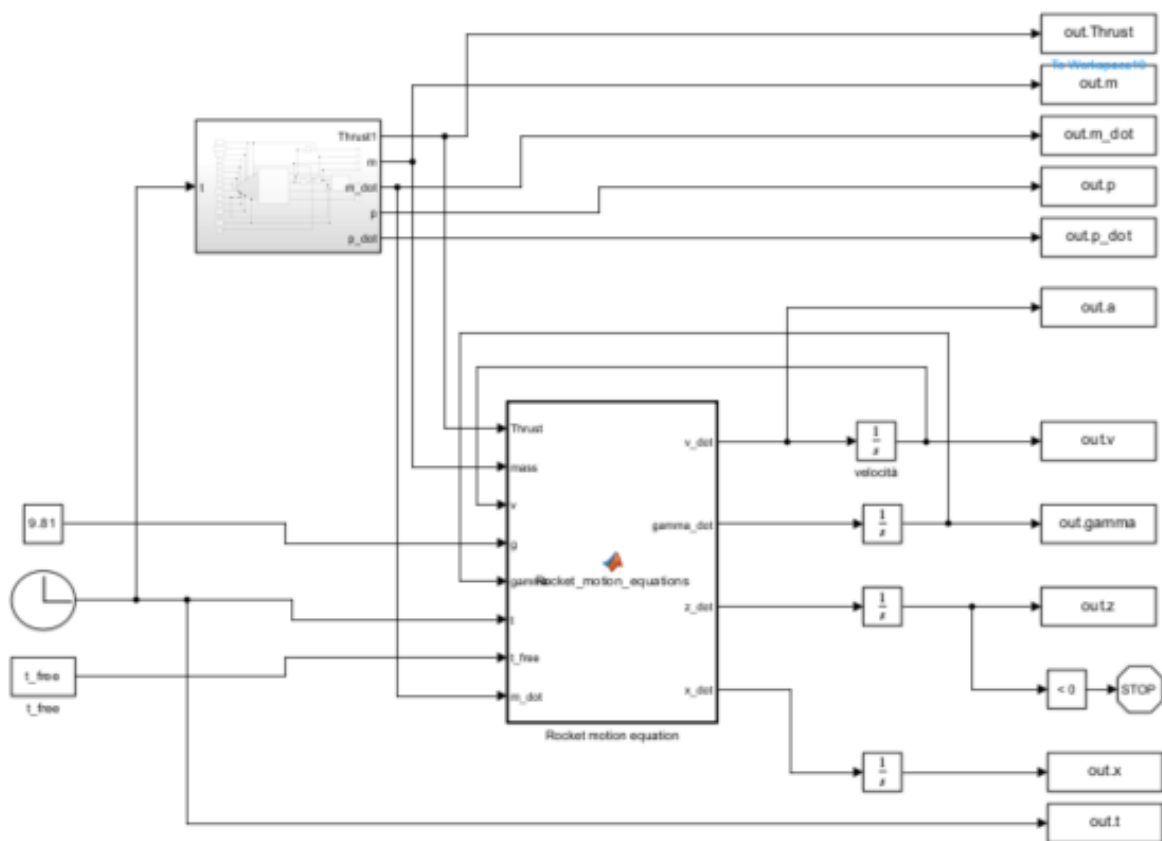 out.Thrust
To Workspace10
out.m
Thrust1
out.m_dot
m
t
m_dot
out.p
p
p_dot
out.p_dot
out.a
Thrust
v_dot
1
s
out.v
mass
velocità
v
9.81
g
gamma_dot
1
s
out.gamma
gamma
Rocket_motion_equations
t
z_dot
1
s
out.z
t_free
t_free
t_free
m_dot
x_dot
< 0
STOP
Rocket motion equation
1
s
out.x
out.t